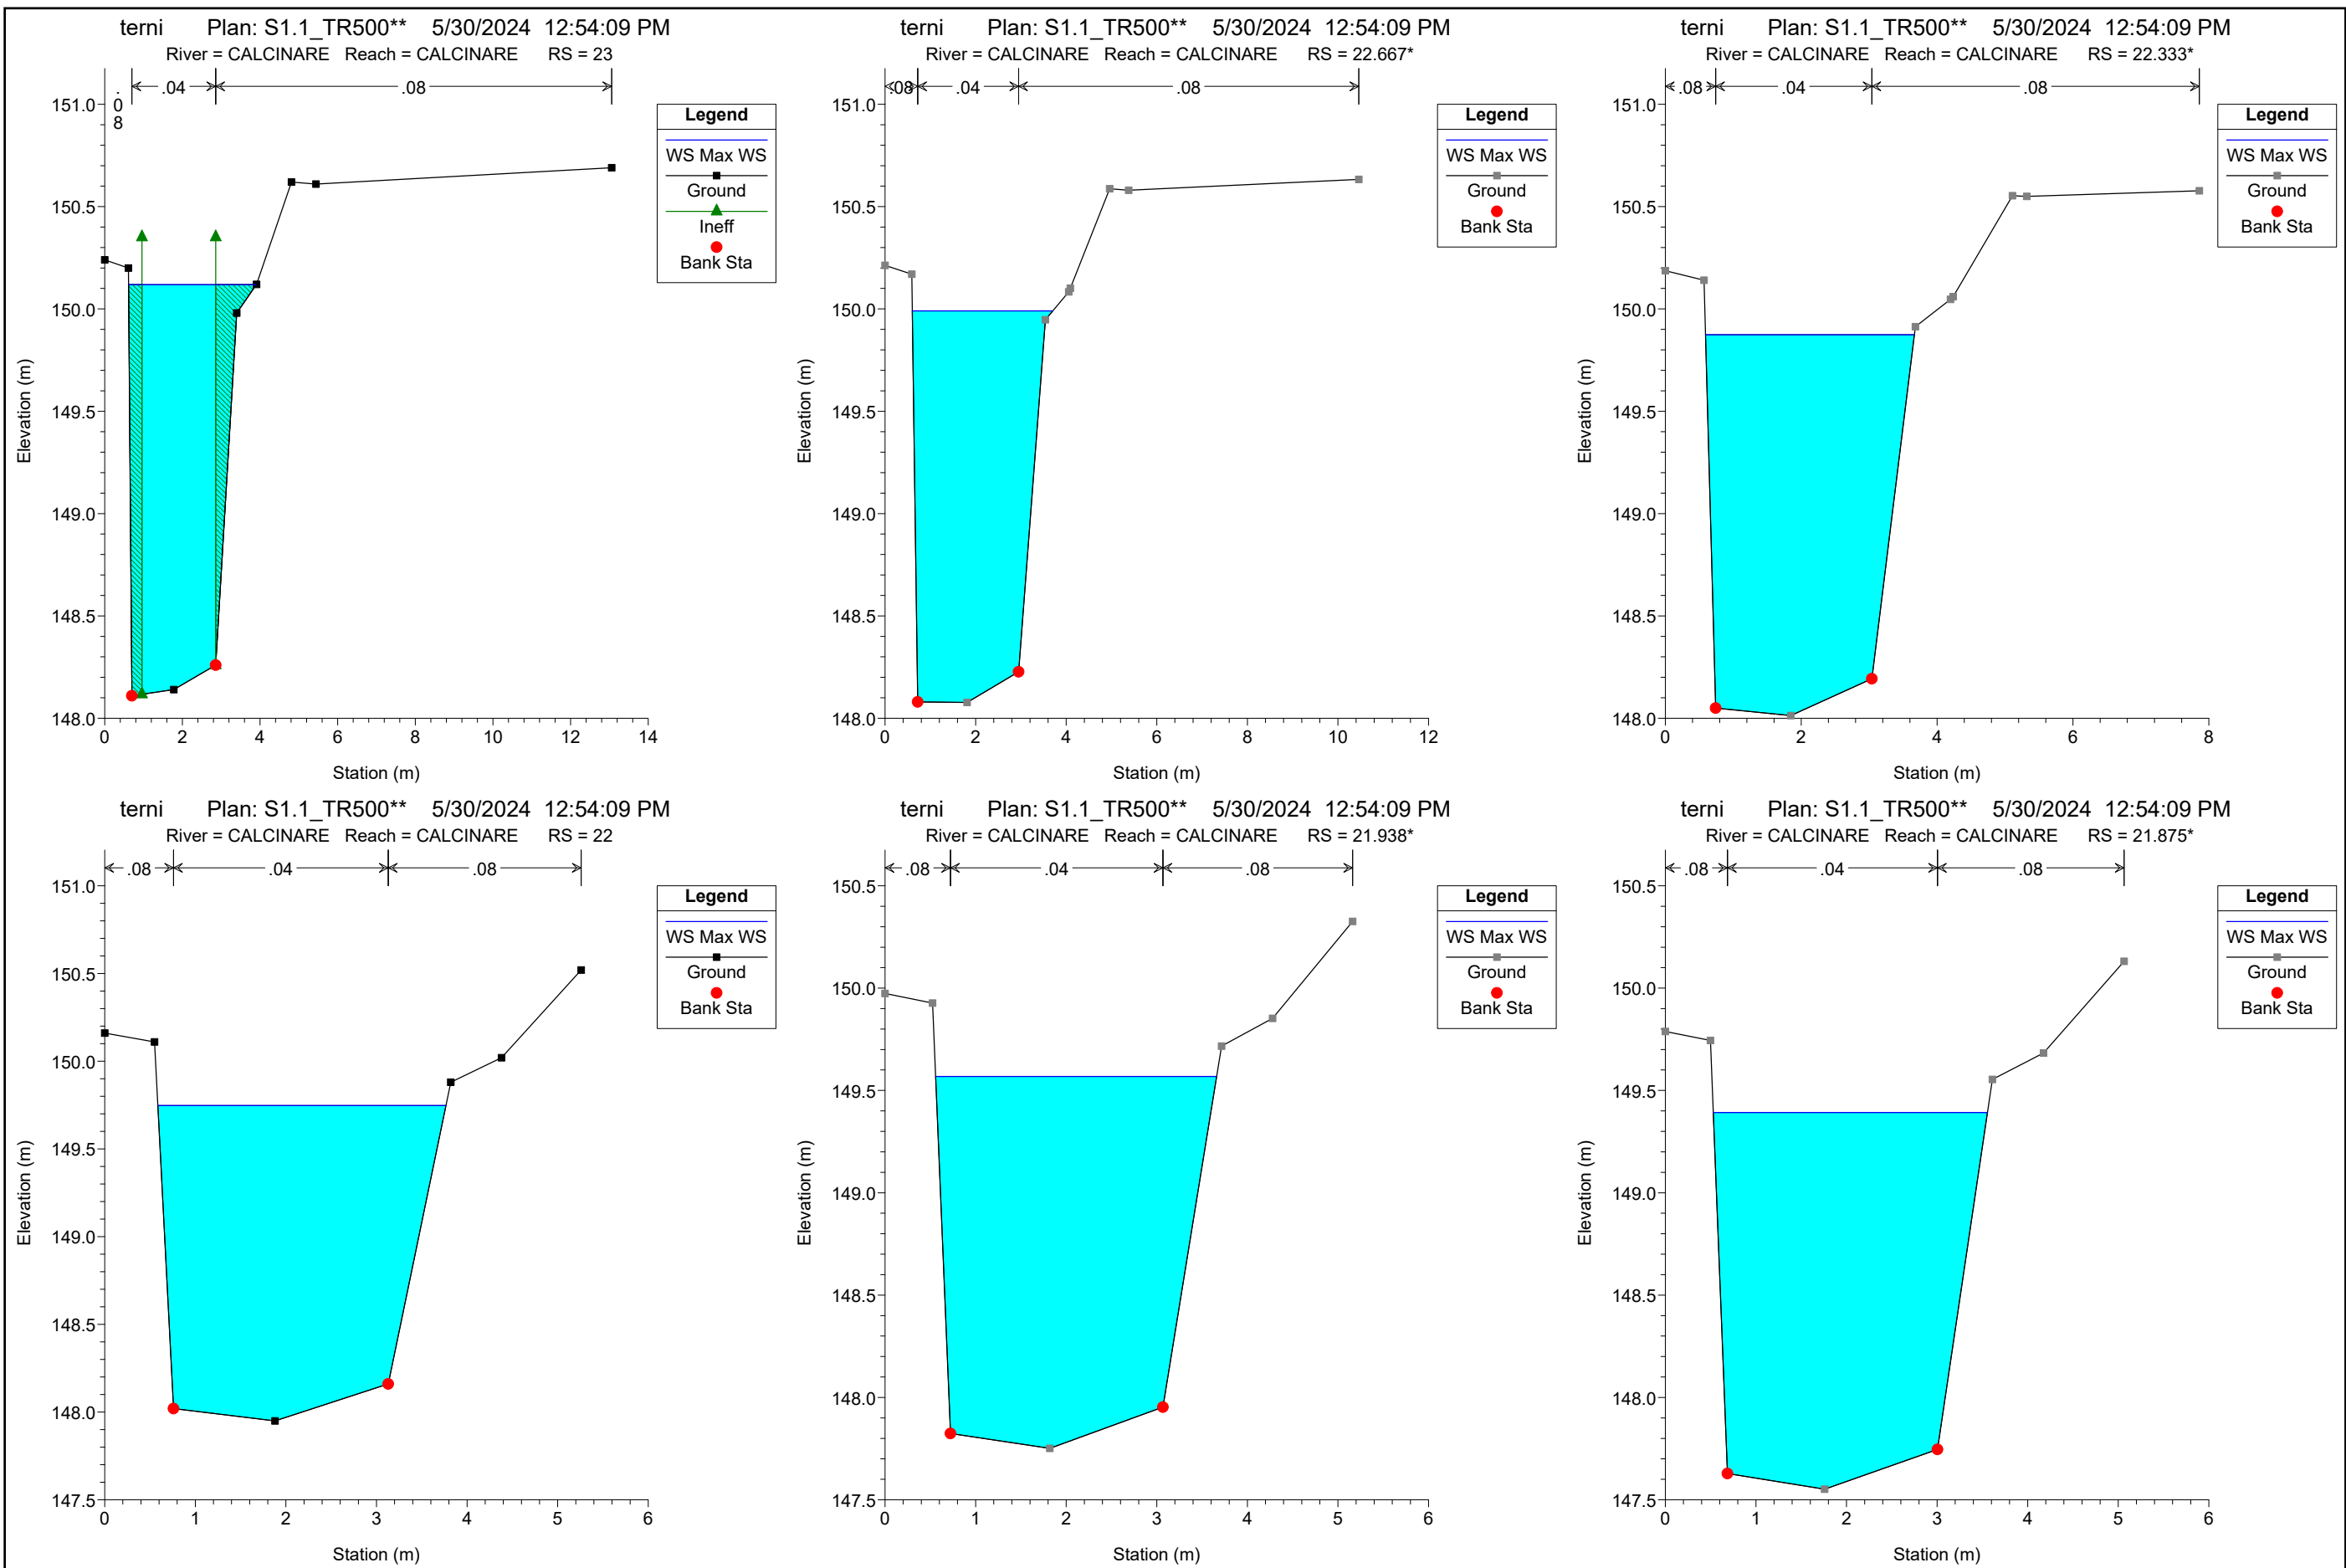 terni Plan: S1.1_TR500** 5/30/2024 12:54:09 PM
River = CALCINARE Reach = CALCINARE RS = 23
.08
.04
.08
Legend
WS Max WS
Ground
Ineff
Bank Sta
151.0
150.5
150.0
149.5
149.0
148.5
148.0
Elevation (m)
0 2 4 6 8 10 12 14
Station (m)
terni Plan: S1.1_TR500** 5/30/2024 12:54:09 PM
River = CALCINARE Reach = CALCINARE RS = 22.667*
.08 .04 .08
Legend
WS Max WS
Ground
Bank Sta
151.0
150.5
150.0
149.5
149.0
148.5
148.0
Elevation (m)
0 2 4 6 8 10 12
Station (m)
terni Plan: S1.1_TR500** 5/30/2024 12:54:09 PM
River = CALCINARE Reach = CALCINARE RS = 22.333*
.08 .04 .08
Legend
WS Max WS
Ground
Bank Sta
151.0
150.5
150.0
149.5
149.0
148.5
148.0
Elevation (m)
0 2 4 6 8
Station (m)
terni Plan: S1.1_TR500** 5/30/2024 12:54:09 PM
River = CALCINARE Reach = CALCINARE RS = 22
.08 .04 .08
Legend
WS Max WS
Ground
Bank Sta
151.0
150.5
150.0
149.5
149.0
148.5
148.0
147.5
Elevation (m)
0 1 2 3 4 5 6
Station (m)
terni Plan: S1.1_TR500** 5/30/2024 12:54:09 PM
River = CALCINARE Reach = CALCINARE RS = 21.938*
.08 .04 .08
Legend
WS Max WS
Ground
Bank Sta
150.5
150.0
149.5
149.0
148.5
148.0
147.5
Elevation (m)
0 1 2 3 4 5 6
Station (m)
terni Plan: S1.1_TR500** 5/30/2024 12:54:09 PM
River = CALCINARE Reach = CALCINARE RS = 21.875*
.08 .04 .08
Legend
WS Max WS
Ground
Bank Sta
150.5
150.0
149.5
149.0
148.5
148.0
147.5
Elevation (m)
0 1 2 3 4 5 6
Station (m)